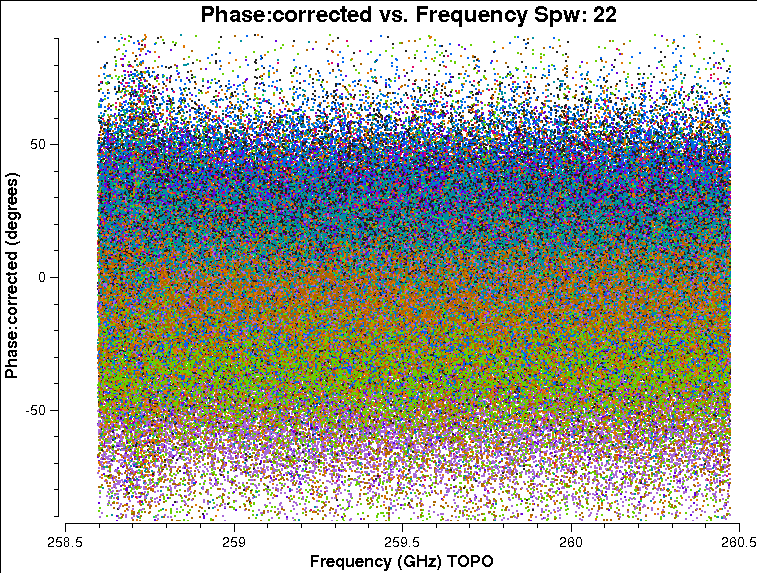 Phase:corrected vs. Frequency Spw: 22
Phase:corrected (degrees)
50
0
-50
258.5
259
259.5
260
260.5
Frequency (GHz) TOPO